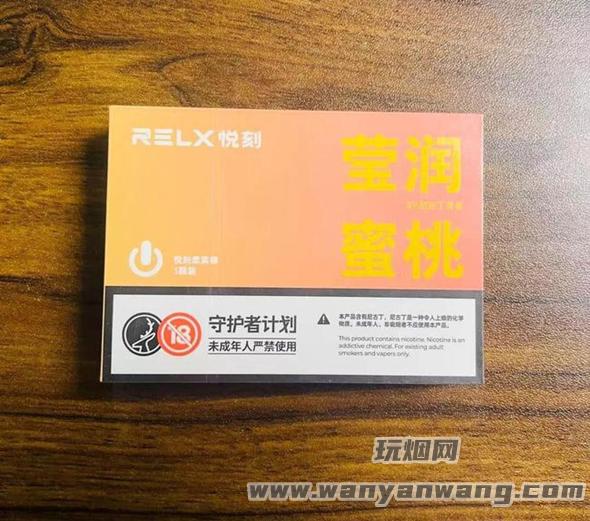 RELX 悦刻
莹润
蜜桃
守护者计划
未成年人严禁使用
18
本产品含有尼古丁，尼古丁是一种令人上瘾的化学
物质。未成年人、非吸烟者不应使用本产品。
This product contains nicotine. Nicotine is an
addictive chemical. For existing adult
smokers and vapers only.
玩烟网
www.wanyanwang.com